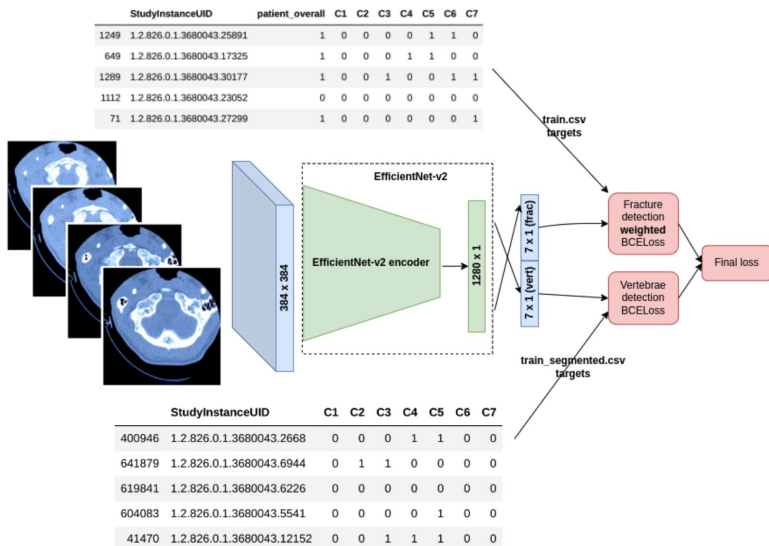 StudyInstanceUID patient_overall C1 C2 C3 C4 C5 C6 C7
1249 1.2.826.0.1.3680043.25891 1 0 0 0 0 1 1 0
649 1.2.826.0.1.3680043.17325 1 0 0 0 1 1 0 0
1289 1.2.826.0.1.3680043.30177 1 0 0 1 0 0 1 1
1112 1.2.826.0.1.3680043.23052 0 0 0 0 0 0 0 0
71 1.2.826.0.1.3680043.27299 1 0 0 0 0 0 0 1
train.csv
targets
EfficientNet-v2
384 x 384
EfficientNet-v2 encoder
1280 x 1
7 x 1 (frac)
7 x 1 (vert)
Fracture
detection
weighted
BCELoss
Vertebrae
detection
BCELoss
Final loss
train_segmented.csv
targets
StudyInstanceUID C1 C2 C3 C4 C5 C6 C7
400946 1.2.826.0.1.3680043.2668 0 0 0 1 1 0 0
641879 1.2.826.0.1.3680043.6944 0 1 1 0 0 0 0
619841 1.2.826.0.1.3680043.6226 0 0 0 0 0 0 0
604083 1.2.826.0.1.3680043.5541 0 0 0 0 1 0 0
41470 1.2.826.0.1.3680043.12152 0 0 1 1 1 0 0